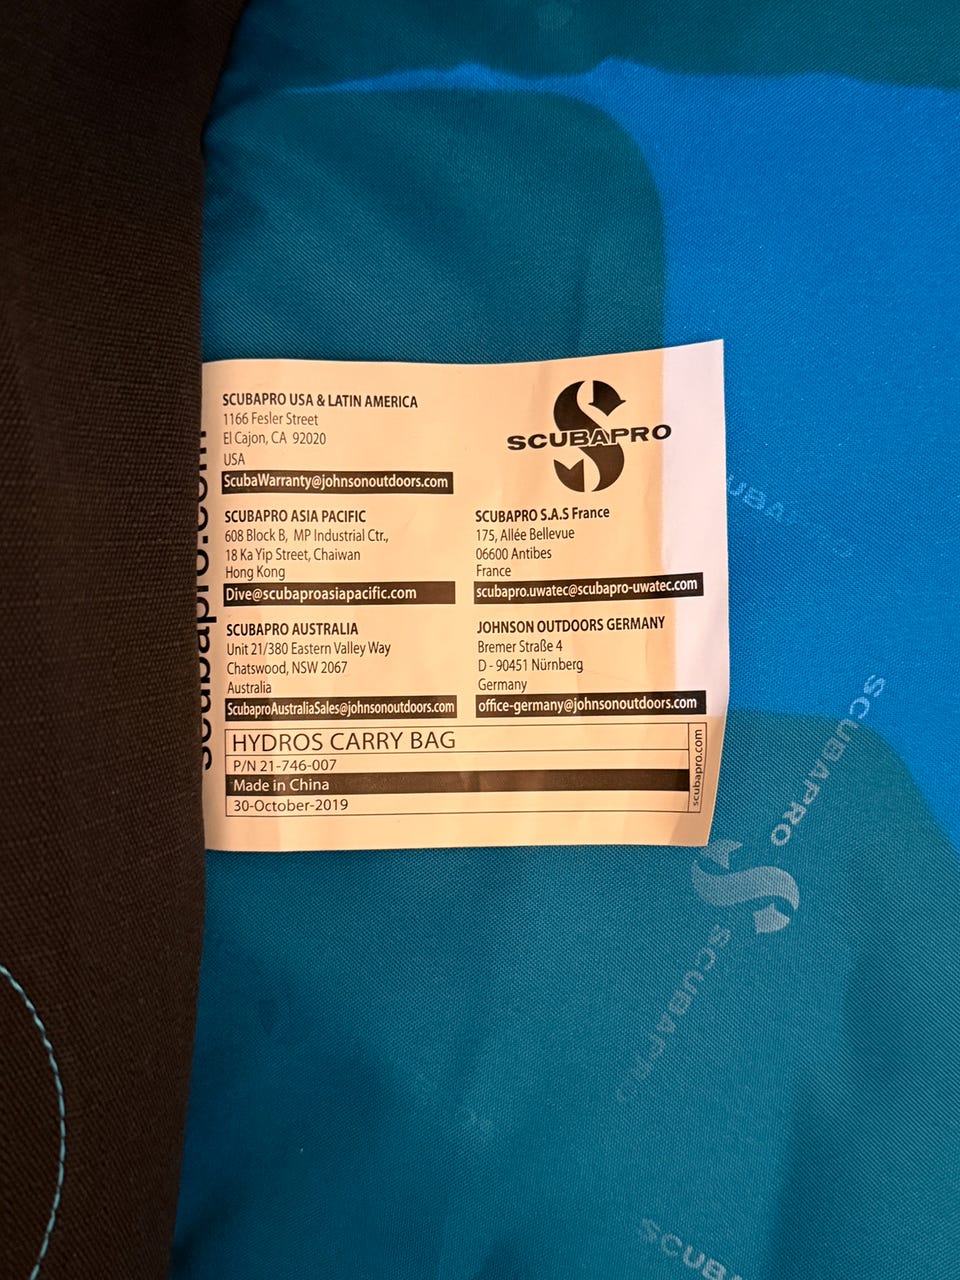 SCUBAPRO USA & LATIN AMERICA
1166 Fesler Street
El Cajon, CA 92020
USA
ScubaWarranty@johnsonoutdoors.com
SCUBAPRO
SCUBAPRO ASIA PACIFIC
608 Block B, MP Industrial Ctr.,
18 Ka Yip Street, Chaiwan
Hong Kong
Dive@scubaproasiapacific.com
SCUBAPRO S.A.S France
175, Allée Bellevue
06600 Antibes
France
scubapro.uwatec@scubapro-uwatec.com
SCUBAPRO AUSTRALIA
Unit 21/380 Eastern Valley Way
Chatswood, NSW 2067
Australia
ScubaproAustraliaSales@johnsonoutdoors.com
JOHNSON OUTDOORS GERMANY
Bremer Straße 4
D - 90451 Nürnberg
Germany
office-germany@johnsonoutdoors.com
HYDROS CARRY BAG
P/N 21-746-007
Made in China
30-October-2019
scubapro.com
scubapro.com
SCUBAPRO
SCUBAPRO
SCUB